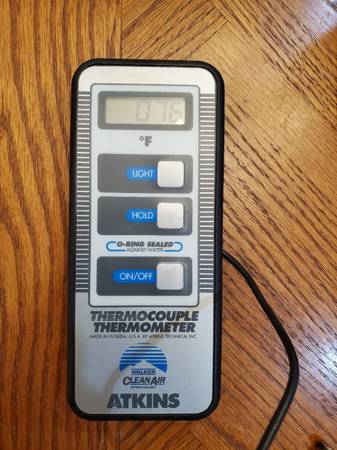 076
°F
LIGHT
HOLD
O-RING SEALED
AGAINST WATER
ON/OFF
THERMOCOUPLE
THERMOMETER
MADE IN FLORIDA, U.S.A. BY ATKINS TECHNICAL INC.
WALKER
CLEAN AIR
SPECIALIST
ATKINS